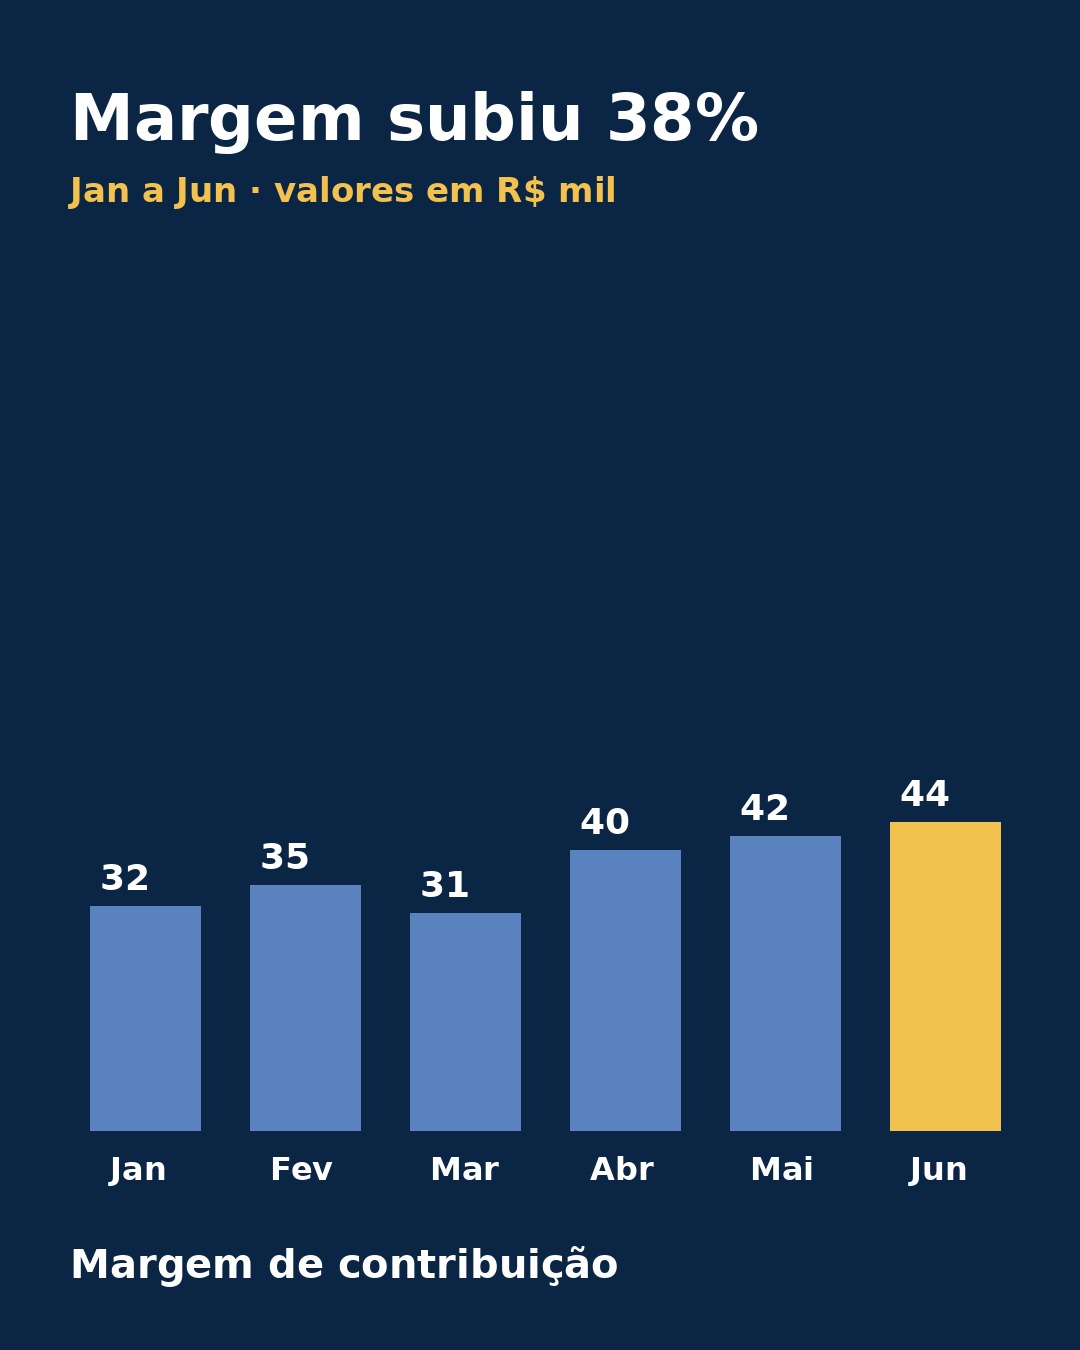 Margem subiu 38%
Jan a Jun · valores em R$ mil
32 35 31 40 42 44
Jan Fev Mar Abr Mai Jun
Margem de contribuição